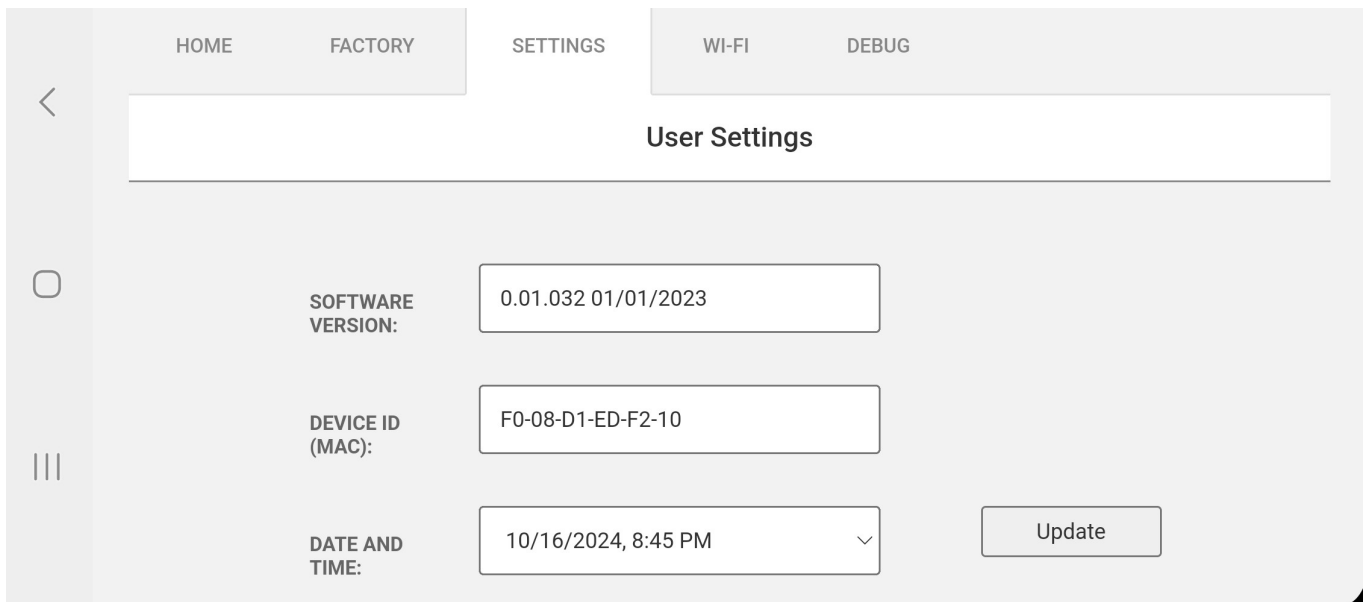 HOME FACTORY SETTINGS WI-FI DEBUG
User Settings
SOFTWARE
VERSION:
0.01.032 01/01/2023
DEVICE ID
(MAC):
F0-08-D1-ED-F2-10
DATE AND
TIME:
10/16/2024, 8:45 PM
Update